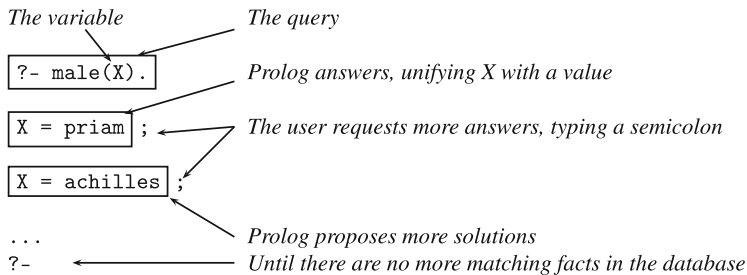 The variable The query
?- male(X).
Prolog answers, unifying X with a value
X = priam ;
The user requests more answers, typing a semicolon
X = achilles ;
Prolog proposes more solutions
...
?- Until there are no more matching facts in the database